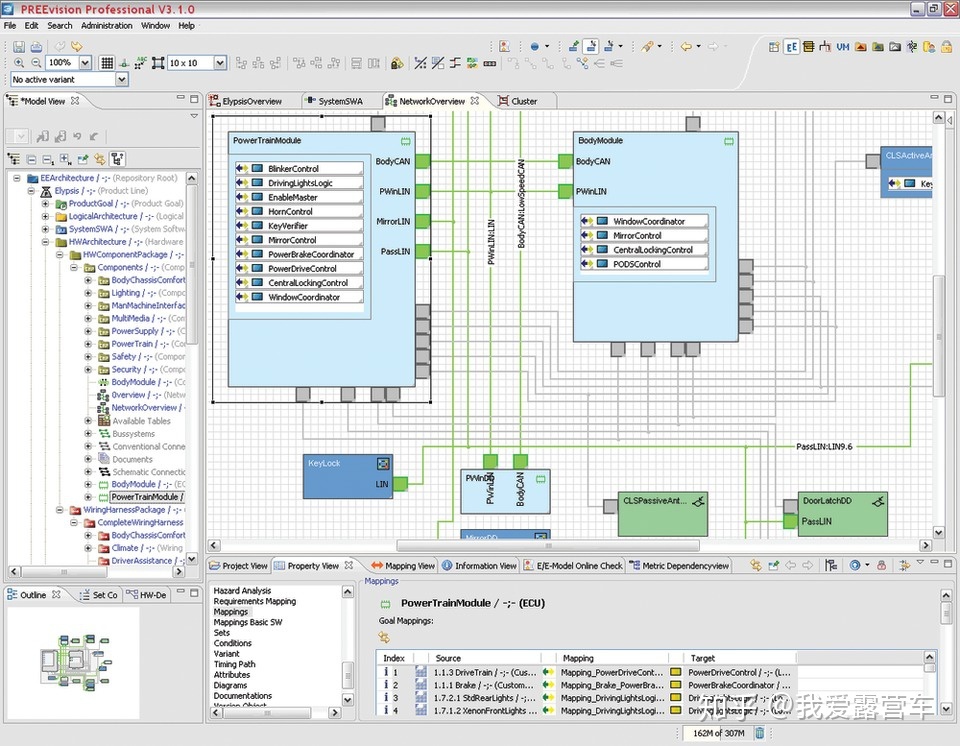 PREEvision Professional V3.1.0
File Edit Search Administration Window Help
100% 10 x 10
EE VM
No active variant
*Model View
ElypsisOverview SystemSWA NetworkOverview Cluster
EEArchitecture / -;- (Repository Root)
Elypsis / -;- (Product Line)
ProductGoal / -;- (Product Goal)
LogicalArchitecture / -;- (Logical
SystemSWA / -;- (System Softw
HWArchitecture / -;- (Hardware
HWComponentPackage / -;-
Components / -;- (Comp
BodyChassisComfort
Lighting / -;- (Compo
ManMachineInterfac
MultiMedia / -;- (Com
PowerSupply / -;- (C
PowerTrain / -;- (Com
Safety / -;- (Compon
Security / -;- (Compo
BodyModule / -;- (Co
Overview / -;- (Netw
NetworkOverview /
Available Tables
Bussystems
Conventional Conne
Documents
Schematic Connectio
BodyModule / -;- (EC
PowerTrainModule /
WiringHarnessPackage / -;-
CompleteWiringHarness
BodyChassisComfort
Climate / -;- (Wiring
DriverAssistance /
PowerTrainModule
BlinkerControl
DrivingLightsLogic
EnableMaster
HornControl
KeyVerifier
MirrorControl
PowerBrakeCoordinator
PowerDriveControl
CentralLockingControl
WindowCoordinator
BodyCAN
PWinLIN
MirrorLIN
PassLIN
PWinLIN:LIN
BodyCAN:LowSpeedCAN
BodyModule
BodyCAN
PWinLIN
WindowCoordinator
MirrorControl
CentralLockingControl
PODSControl
CLSActiveAn
Key
PassLIN:LIN9.6
KeyLock
LIN
PWinDD
PWinLIN
BodyCAN
MirrorDD
CLSPassiveAnt...
DoorLatchDD
PassLIN
Outline Set Co HW-De
Project View Property View Mapping View Information View E/E-Model Online Check Metric Dependencyview
Hazard Analysis
Requirements Mapping
Mappings
Mappings Basic SW
Sets
Conditions
Variant
Timing Path
Attributes
Diagrams
Documentations
Version Object
Mappings
PowerTrainModule / -;- (ECU)
Goal Mappings:
Index Source Mapping Target
1 1.1.3 DriveTrain / -;- (Cus... Mapping_PowerDriveCont... PowerDriveControl / -;- (L...
2 1.1.1 Brake / -;- (Custom... Mapping_Brake_PowerBra... PowerBrakeCoordinator / ...
3 1.7.2.1 StdRearLights / -;... Mapping_DrivingLightsLogi... DrivingLightsLogic / -;- (Lo...
4 1.7.1.2 XenonFrontLights ... Mapping_DrivingLightsLogi...
162M of 307M
知乎 @我爱露营车